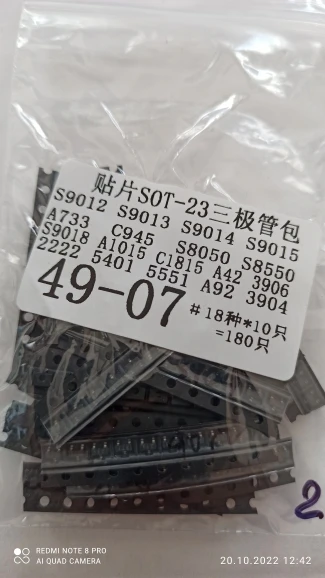 贴片SOT-23三极管包
S9012 S9013 S9014 S9015
A733 C945 S8050 S8550
S9018 A1015 C1815 A42 3906
2222 5401 5551 A92 3904
49-07 #18种*10只
=180只
2
REDMI NOTE 8 PRO
AI QUAD CAMERA
20.10.2022 12:42